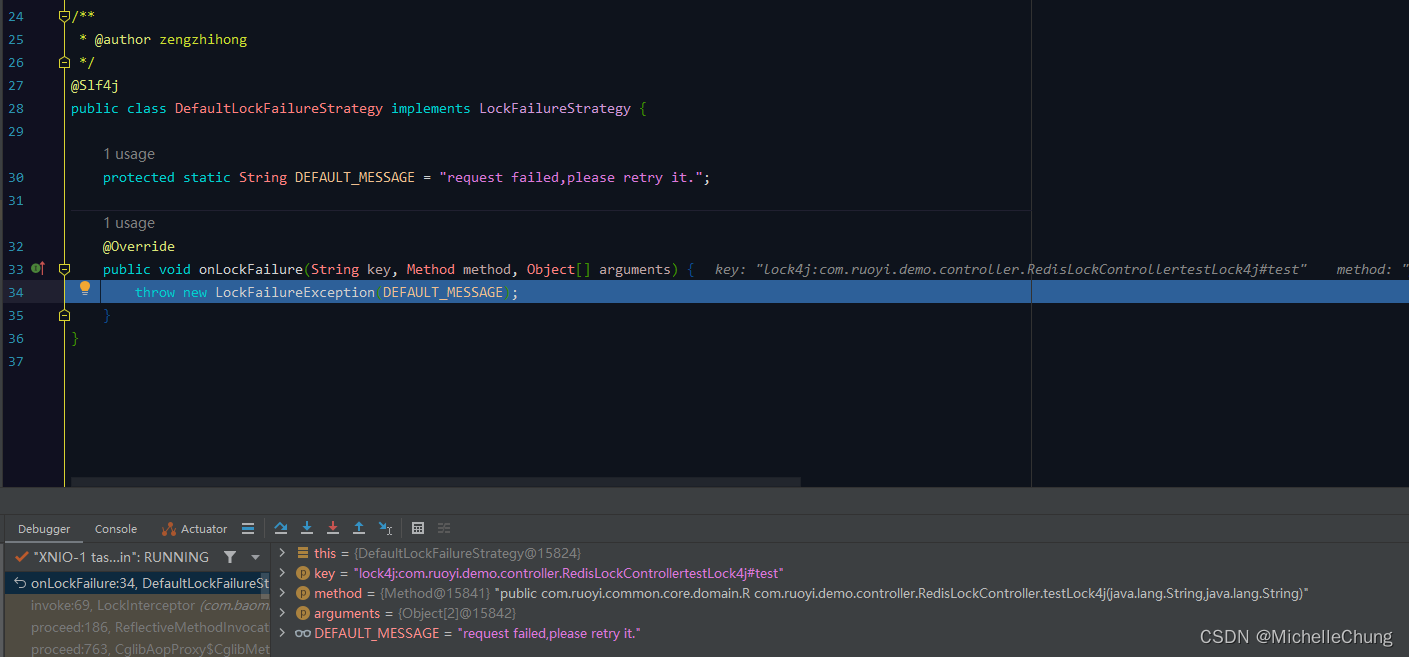 24 /**
25 * @author zengzhihong
26 */
27 @Slf4j
28 public class DefaultLockFailureStrategy implements LockFailureStrategy {
29
1 usage
30 protected static String DEFAULT_MESSAGE = "request failed,please retry it.";
31
1 usage
32 @Override
33 public void onLockFailure(String key, Method method, Object[] arguments) { key: "lock4j:com.ruoyi.demo.controller.RedisLockControllertestLock4j#test" method: "
34 throw new LockFailureException(DEFAULT_MESSAGE);
35 }
36 }
37
Debugger Console Actuator
"XNIO-1 tas...in": RUNNING
onLockFailure:34, DefaultLockFailureSt
invoke:69, LockInterceptor (com.baom
proceed:186, ReflectiveMethodInvocat
proceed:763, CglibAopProxy$CglibMet
this = {DefaultLockFailureStrategy@15824}
key = "lock4j:com.ruoyi.demo.controller.RedisLockControllertestLock4j#test"
method = {Method@15841} "public com.ruoyi.common.core.domain.R com.ruoyi.demo.controller.RedisLockController.testLock4j(java.lang.String,java.lang.String)"
arguments = {Object[2]@15842}
DEFAULT_MESSAGE = "request failed,please retry it."
CSDN @MichelleChung